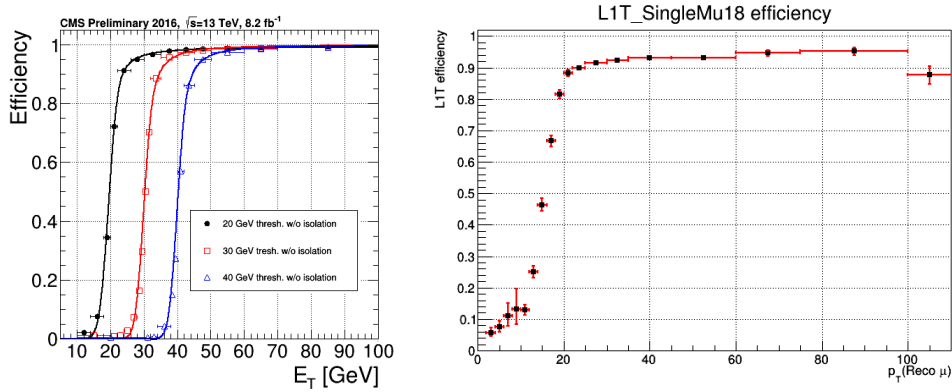 CMS Preliminary 2016, √s=13 TeV, 8.2 fb⁻¹
Efficiency
1
0.8
0.6
0.4
0.2
0
20 GeV thresh. w/o isolation
30 GeV tresh. w/o isolation
40 GeV tresh. w/o isolation
10 20 30 40 50 60 70 80 90 100
E_T [GeV]
L1T_SingleMu18 efficiency
L1T efficiency
1
0.9
0.8
0.7
0.6
0.5
0.4
0.3
0.2
0.1
0
0 20 40 60 80 100
p_T(Reco μ)